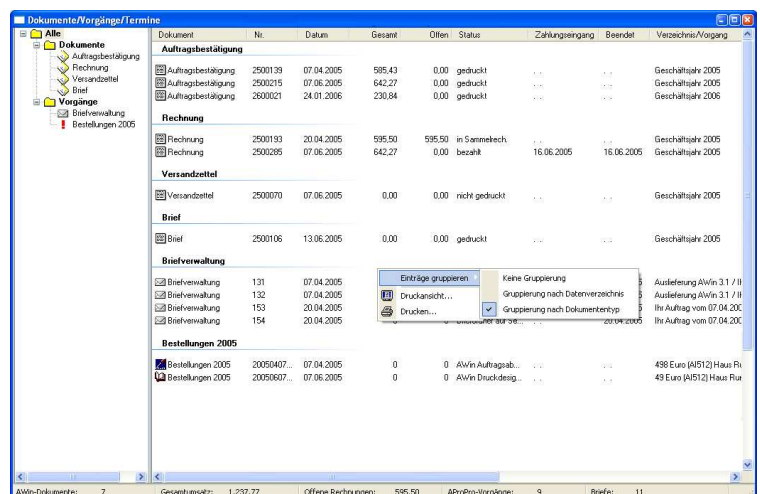 Dokumente/Vorgänge/Termine
Alle
Dokumente
Auftragsbestätigung
Rechnung
Versandzettel
Brief
Vorgänge
Briefverwaltung
Bestellungen 2005
Dokument Nr. Datum Gesamt Offen Status Zahlungseingang Beendet Verzeichnis/Vorgang
Auftragsbestätigung
Auftragsbestätigung 2500139 07.04.2005 585,43 0,00 gedruckt . . . . Geschäftsjahr 2005
Auftragsbestätigung 2500215 07.06.2005 642,27 0,00 gedruckt . . . . Geschäftsjahr 2005
Auftragsbestätigung 2600021 24.01.2006 230,84 0,00 gedruckt . . . . Geschäftsjahr 2006
Rechnung
Rechnung 2500193 20.04.2005 595,50 595,50 in Sammelrech. . . . . Geschäftsjahr 2005
Rechnung 2500285 07.06.2005 642,27 0,00 bezahlt 16.06.2005 16.06.2005 Geschäftsjahr 2005
Versandzettel
Versandzettel 2500070 07.06.2005 0,00 0,00 nicht gedruckt . . . . Geschäftsjahr 2005
Brief
Brief 2500106 13.06.2005 0,00 0,00 gedruckt . . . . Geschäftsjahr 2005
Briefverwaltung
Briefverwaltung 131 07.04.2005 Auslieferung AWin 3.1 / I
Briefverwaltung 132 07.04.2005 Auslieferung AWin 3.1 / I
Briefverwaltung 153 20.04.2005 Ihr Auftrag vom 07.04.200
Briefverwaltung 154 20.04.2005 20.04.2005 Ihr Auftrag vom 07.04.200
Einträge gruppieren
Druckansicht...
Drucken...
Keine Gruppierung
Gruppierung nach Datenverzeichnis
Gruppierung nach Dokumententyp
Bestellungen 2005
Bestellungen 2005 20050407... 07.04.2005 0 0 AWin Auftragsab... . . . . 498 Euro (AI512) Haus Ru
Bestellungen 2005 20050607... 07.06.2005 0 0 AWin Druckdesig... . . . . 49 Euro (AI512) Haus Ru
AWin-Dokumente: 7 Gesamtumsatz: 1.237,77 Offene Rechnungen: 595,50 AProPro-Vorgänge: 9 Briefe: 11